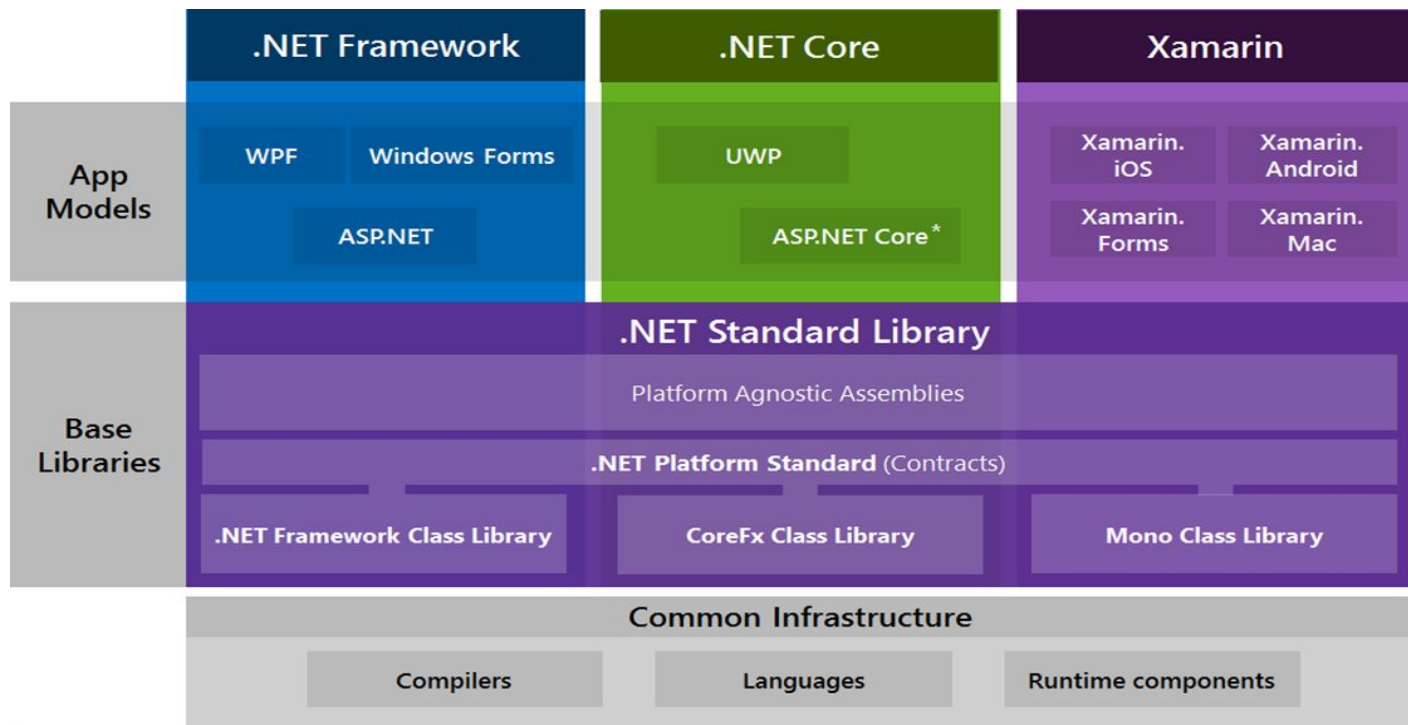 .NET Framework
.NET Core
Xamarin
App
Models
WPF
Windows Forms
ASP.NET
UWP
ASP.NET Core*
Xamarin.
iOS
Xamarin.
Android
Xamarin.
Forms
Xamarin.
Mac
Base
Libraries
.NET Standard Library
Platform Agnostic Assemblies
.NET Platform Standard (Contracts)
.NET Framework Class Library
CoreFx Class Library
Mono Class Library
Common Infrastructure
Compilers
Languages
Runtime components